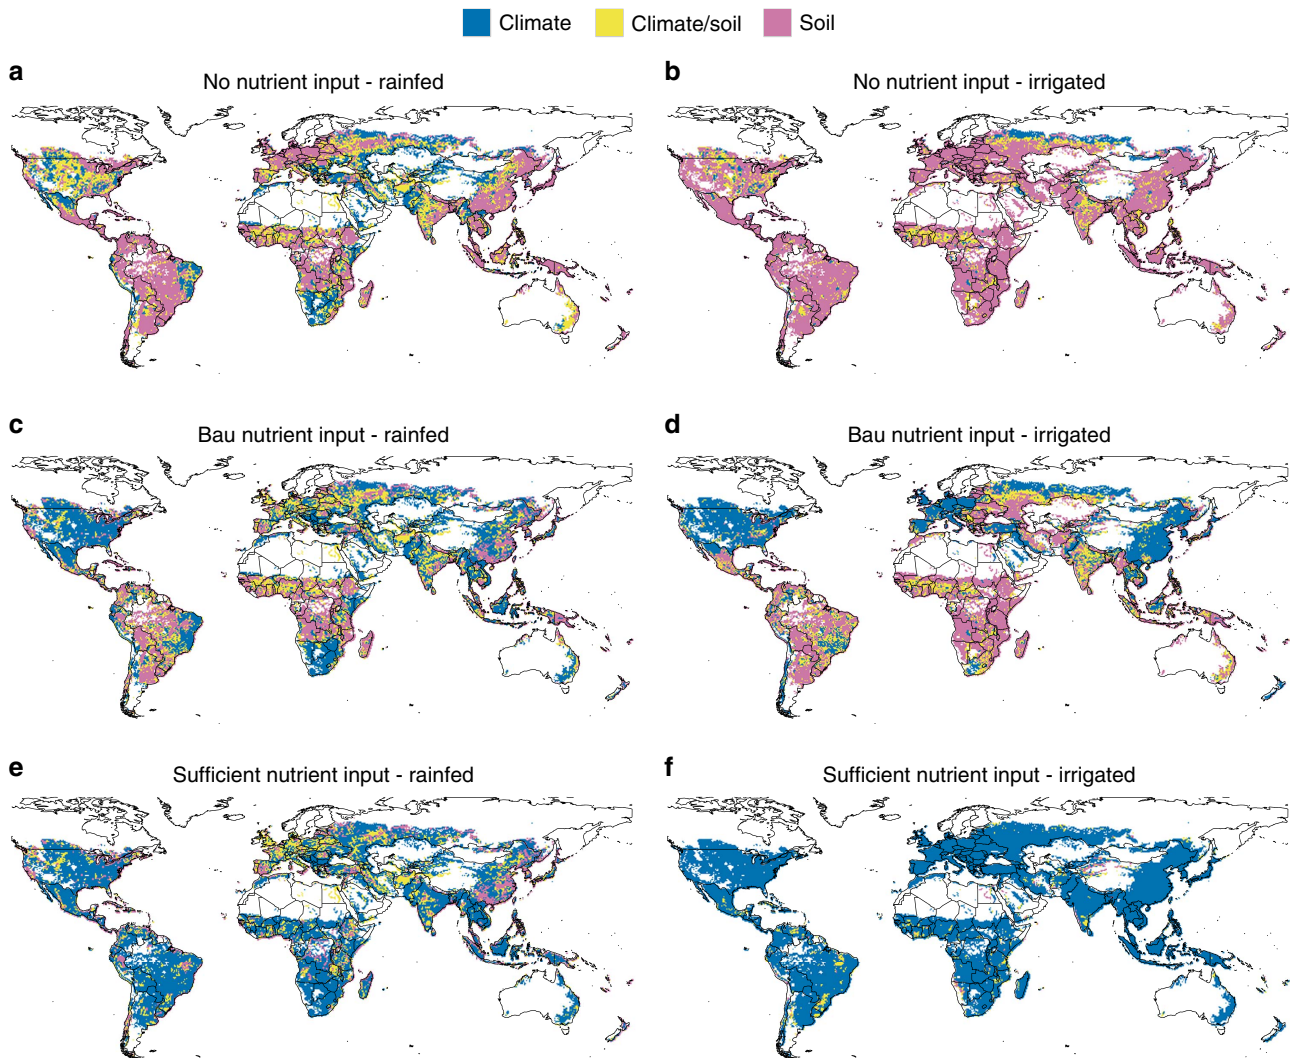 Climate Climate/soil Soil
a b
No nutrient input - rainfed No nutrient input - irrigated
c d
Bau nutrient input - rainfed Bau nutrient input - irrigated
e f
Sufficient nutrient input - rainfed Sufficient nutrient input - irrigated